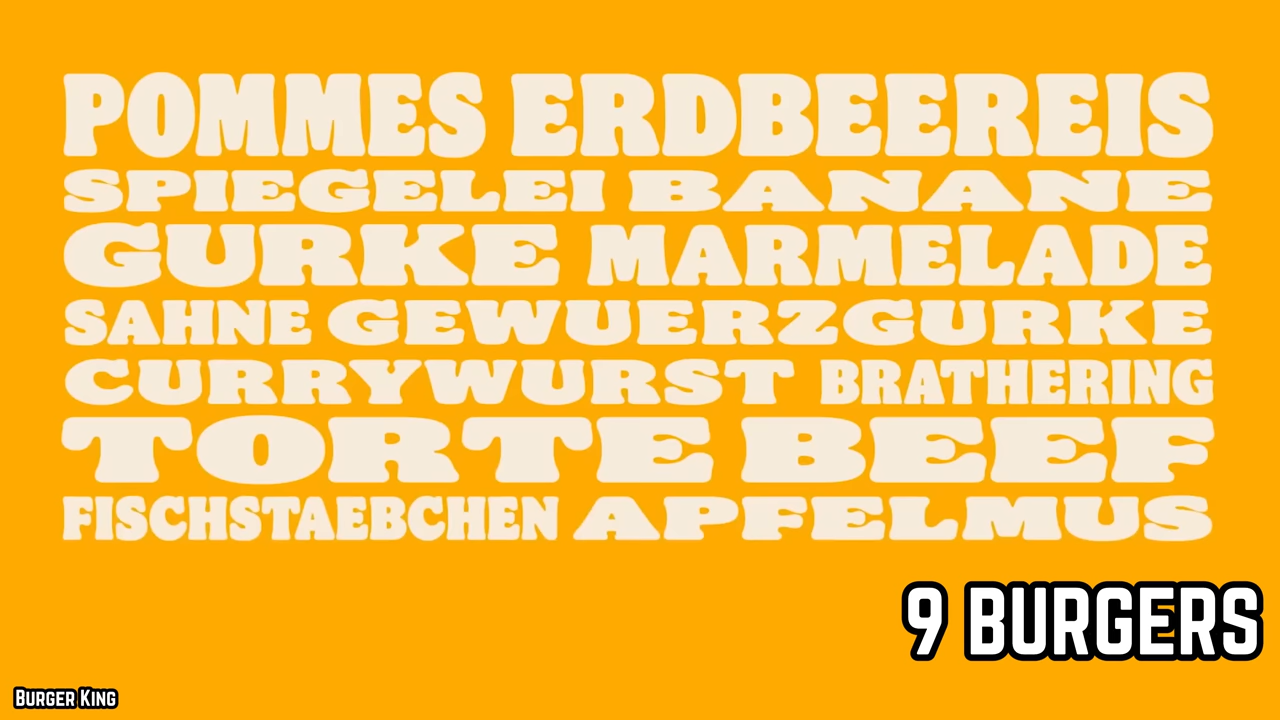 POMMES ERDBEEREIS
SPIEGELEI BANANE
GURKE MARMELADE
SAHNE GEWUERZGURKE
CURRYWURST BRATHERING
TORTE BEEF
FISCHSTAEBCHEN APFELMUS
9 BURGERS
BURGER KING